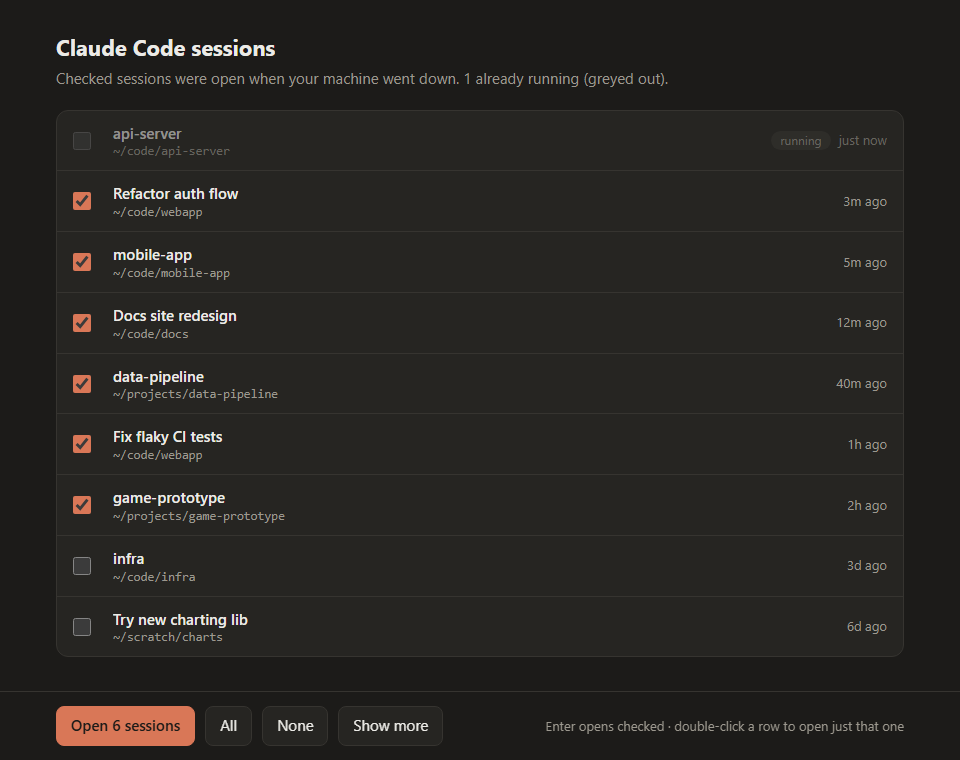 Claude Code sessions
Checked sessions were open when your machine went down. 1 already running (greyed out).
api-server
~/code/api-server
running just now
Refactor auth flow
~/code/webapp
3m ago
mobile-app
~/code/mobile-app
5m ago
Docs site redesign
~/code/docs
12m ago
data-pipeline
~/projects/data-pipeline
40m ago
Fix flaky CI tests
~/code/webapp
1h ago
game-prototype
~/projects/game-prototype
2h ago
infra
~/code/infra
3d ago
Try new charting lib
~/scratch/charts
6d ago
Open 6 sessions All None Show more Enter opens checked · double-click a row to open just that one